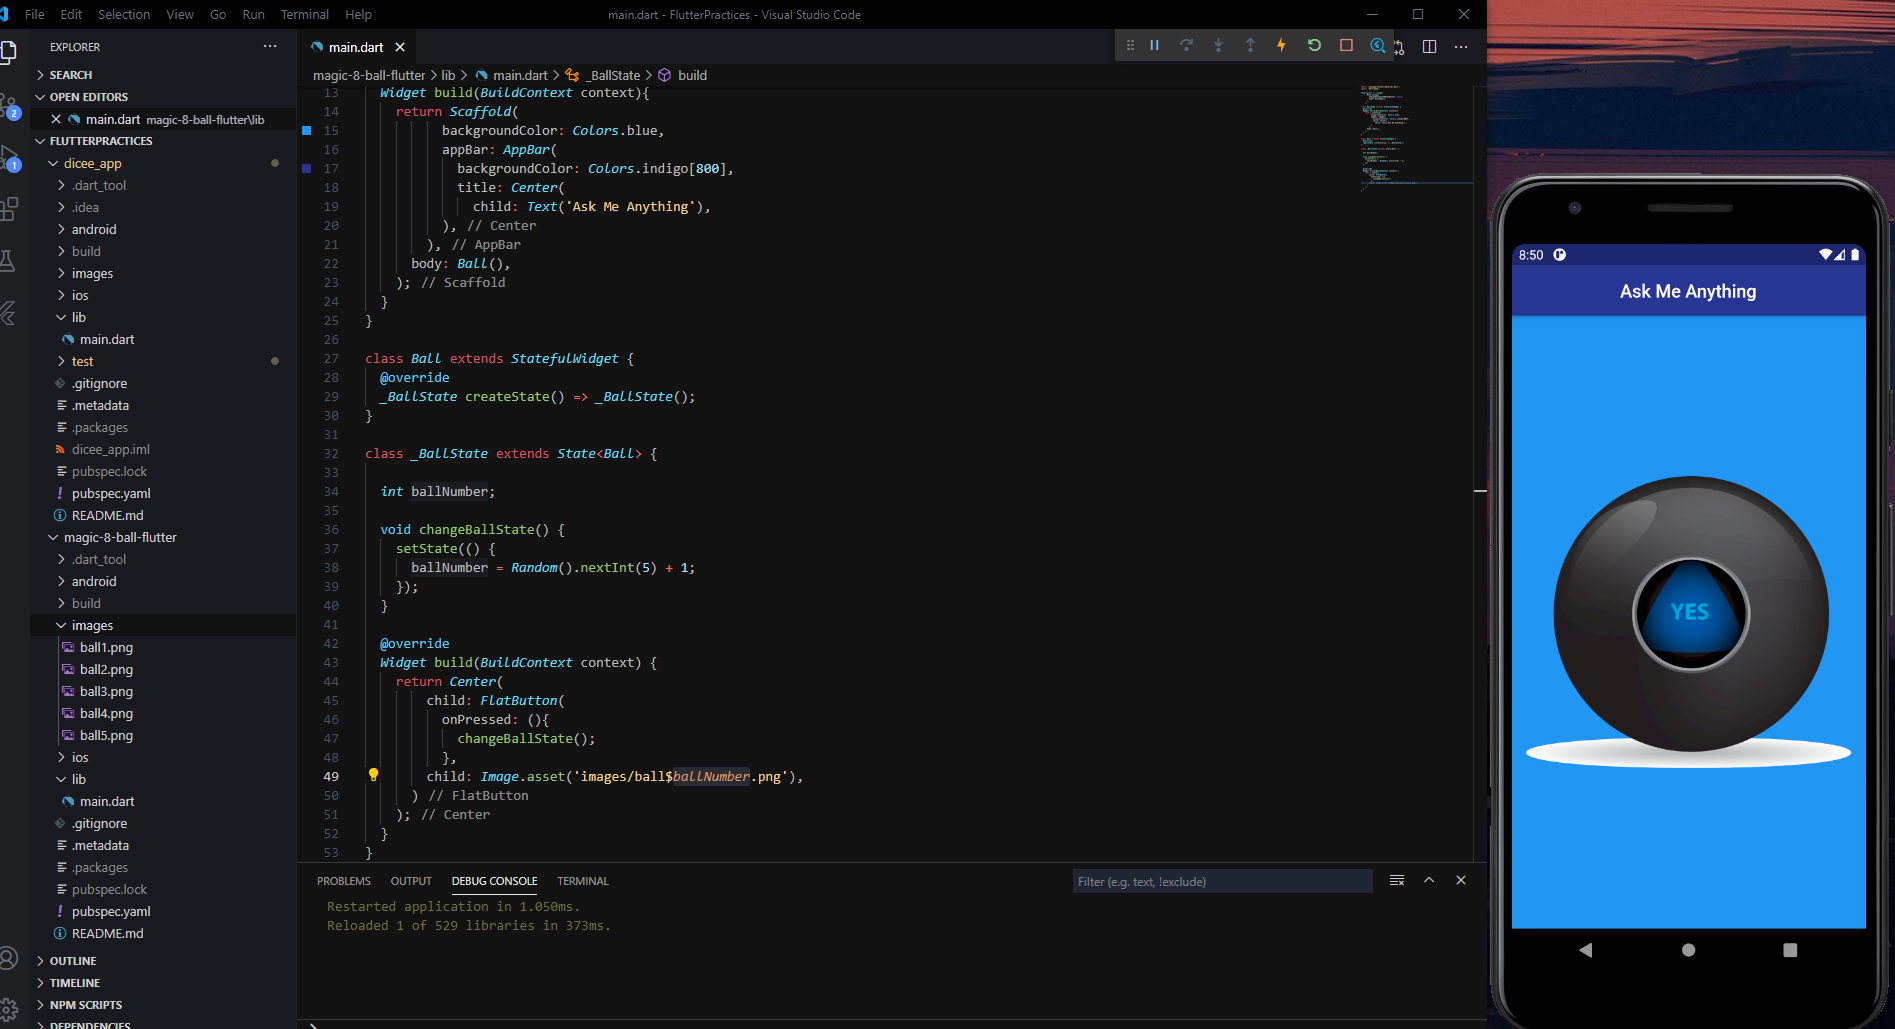 File Edit Selection View Go Run Terminal Help
main.dart - FlutterPractices - Visual Studio Code
EXPLORER
SEARCH
OPEN EDITORS
main.dart magic-8-ball-flutter\lib
FLUTTERPRACTICES
dicee_app
.dart_tool
.idea
android
build
images
ios
lib
main.dart
test
.gitignore
.metadata
.packages
dicee_app.iml
pubspec.lock
pubspec.yaml
README.md
magic-8-ball-flutter
.dart_tool
android
build
images
ball1.png
ball2.png
ball3.png
ball4.png
ball5.png
ios
lib
main.dart
.gitignore
.metadata
.packages
pubspec.lock
pubspec.yaml
README.md
OUTLINE
TIMELINE
NPM SCRIPTS
DEPENDENCIES
2
1
main.dart
magic-8-ball-flutter > lib > main.dart > _BallState > build
13 Widget build(BuildContext context){
14 return Scaffold(
15 backgroundColor: Colors.blue,
16 appBar: AppBar(
17 backgroundColor: Colors.indigo[800],
18 title: Center(
19 child: Text('Ask Me Anything'),
20 ), // Center
21 ), // AppBar
22 body: Ball(),
23 ); // Scaffold
24 }
25 }
26
27 class Ball extends StatefulWidget {
28 @override
29 _BallState createState() => _BallState();
30 }
31
32 class _BallState extends State<Ball> {
33
34 int ballNumber;
35
36 void changeBallState() {
37 setState(() {
38 ballNumber = Random().nextInt(5) + 1;
39 });
40 }
41
42 @override
43 Widget build(BuildContext context) {
44 return Center(
45 child: FlatButton(
46 onPressed: (){
47 changeBallState();
48 },
49 child: Image.asset('images/ball$ballNumber.png'),
50 ) // FlatButton
51 ); // Center
52 }
53 }
PROBLEMS OUTPUT DEBUG CONSOLE TERMINAL
Filter (e.g. text, !exclude)
Restarted application in 1.050ms.
Reloaded 1 of 529 libraries in 373ms.
8:50
Ask Me Anything
YES